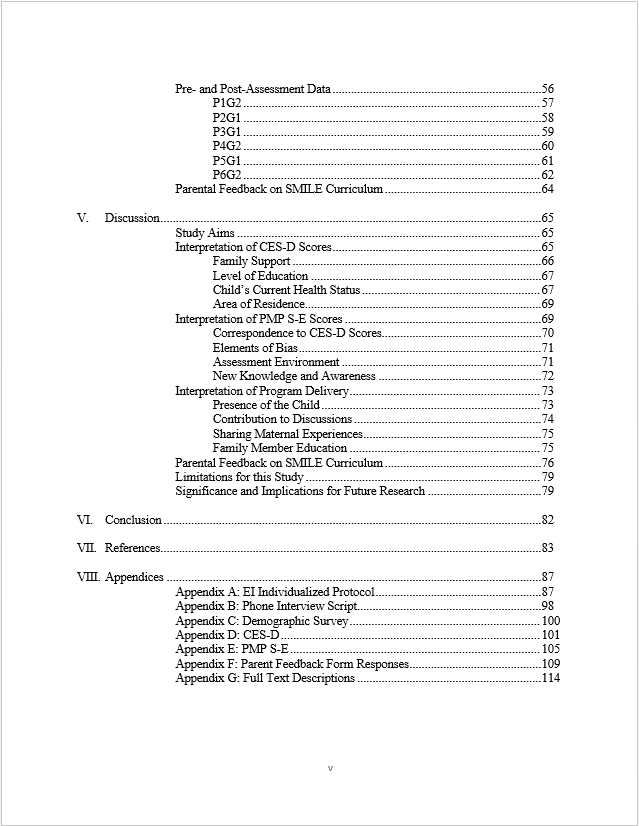 Pre- and Post-Assessment Data ..... 56
P1G2 ..... 57
P2G1 ..... 58
P3G1 ..... 59
P4G2 ..... 60
P5G1 ..... 61
P6G2 ..... 62
Parental Feedback on SMILE Curriculum ..... 64
V. Discussion ..... 65
Study Aims ..... 65
Interpretation of CES-D Scores ..... 65
Family Support ..... 66
Level of Education ..... 67
Child's Current Health Status ..... 67
Area of Residence ..... 69
Interpretation of PMP S-E Scores ..... 69
Correspondence to CES-D Scores ..... 70
Elements of Bias ..... 71
Assessment Environment ..... 71
New Knowledge and Awareness ..... 72
Interpretation of Program Delivery ..... 73
Presence of the Child ..... 73
Contribution to Discussions ..... 74
Sharing Maternal Experiences ..... 75
Family Member Education ..... 75
Parental Feedback on SMILE Curriculum ..... 76
Limitations for this Study ..... 79
Significance and Implications for Future Research ..... 79
VI. Conclusion ..... 82
VII. References ..... 83
VIII. Appendices ..... 87
Appendix A: EI Individualized Protocol ..... 87
Appendix B: Phone Interview Script ..... 98
Appendix C: Demographic Survey ..... 100
Appendix D: CES-D ..... 101
Appendix E: PMP S-E ..... 105
Appendix F: Parent Feedback Form Responses ..... 109
Appendix G: Full Text Descriptions ..... 114
v